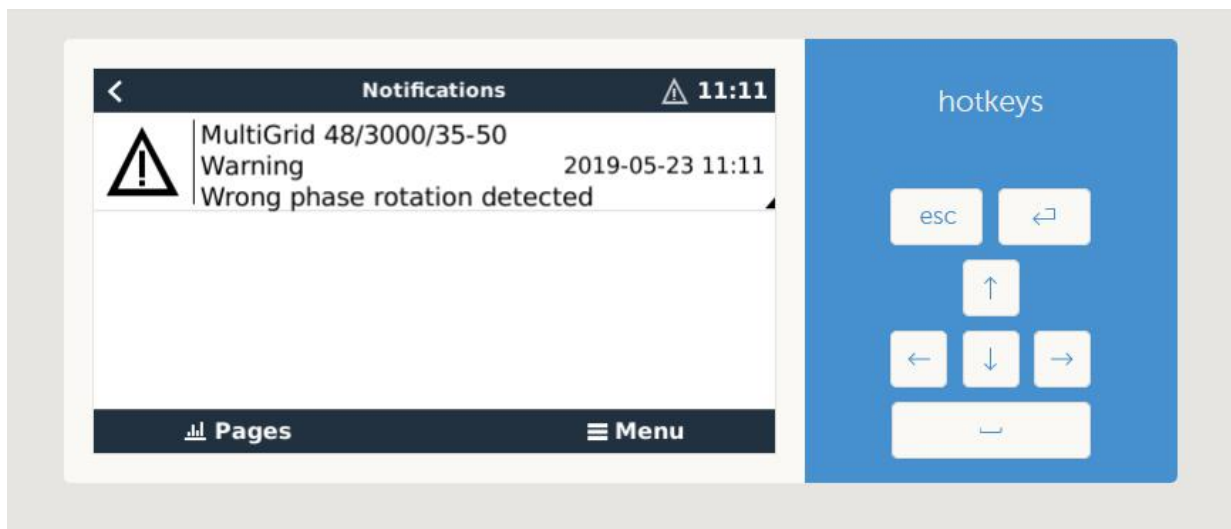 Notifications
11:11
MultiGrid 48/3000/35-50
Warning
2019-05-23 11:11
Wrong phase rotation detected
Pages
Menu
hotkeys
esc